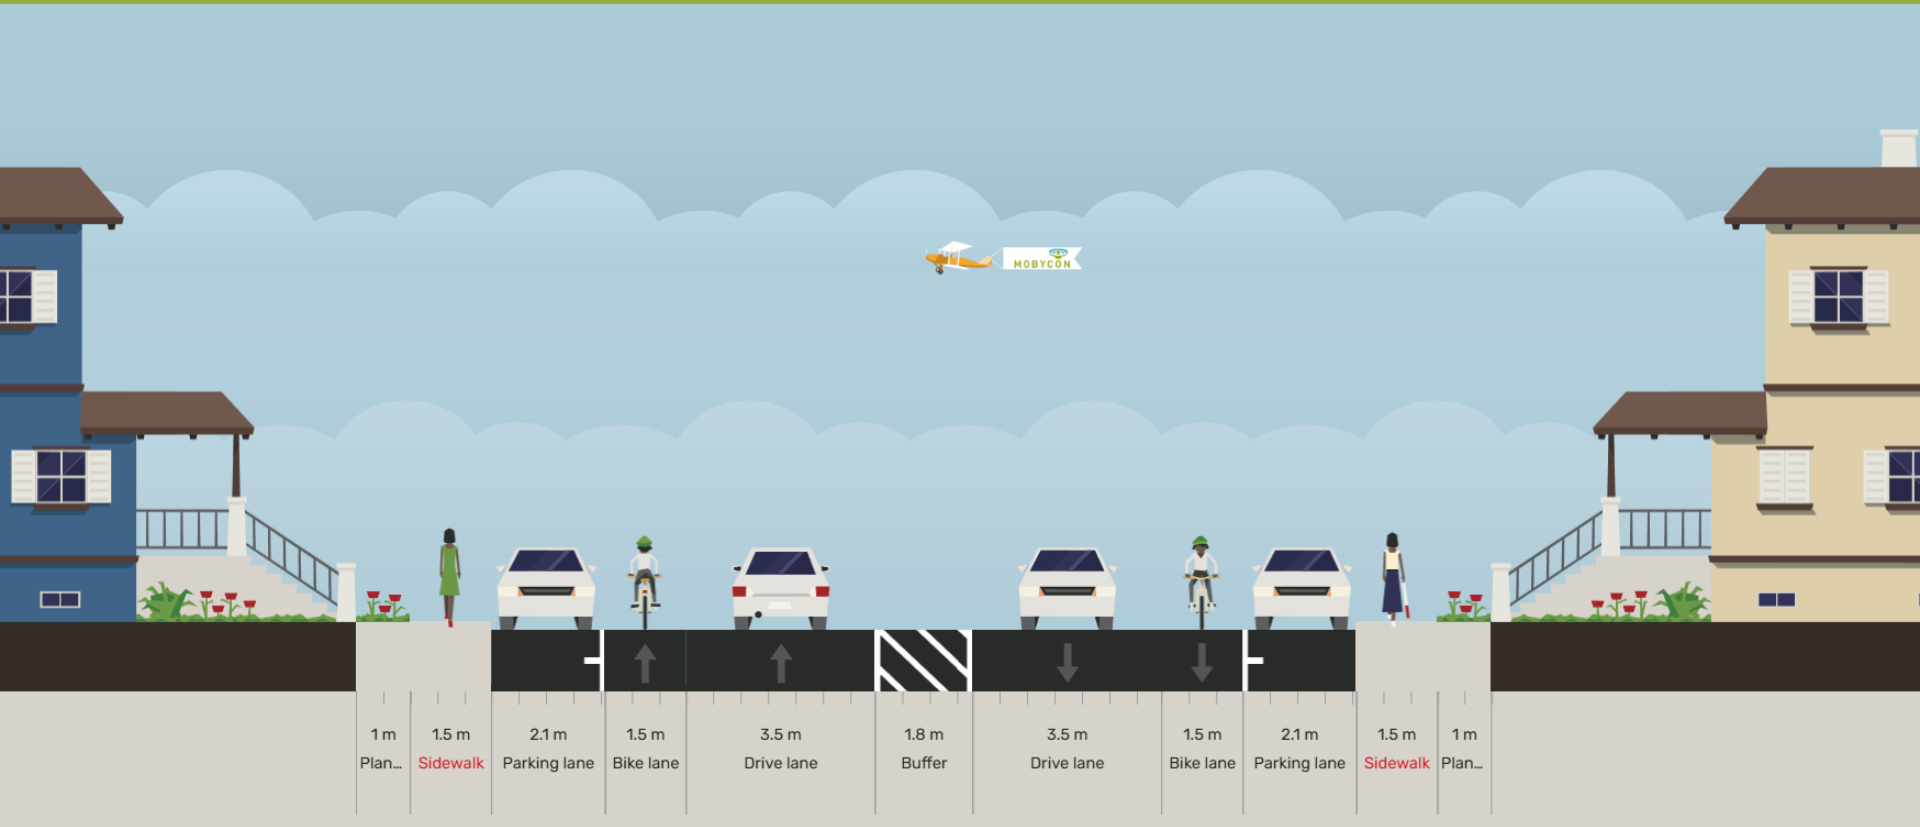 MOBYCON
1 m 1.5 m 2.1 m 1.5 m 3.5 m 1.8 m 3.5 m 1.5 m 2.1 m 1.5 m 1 m
Plan... Sidewalk Parking lane Bike lane Drive lane Buffer Drive lane Bike lane Parking lane Sidewalk Plan...